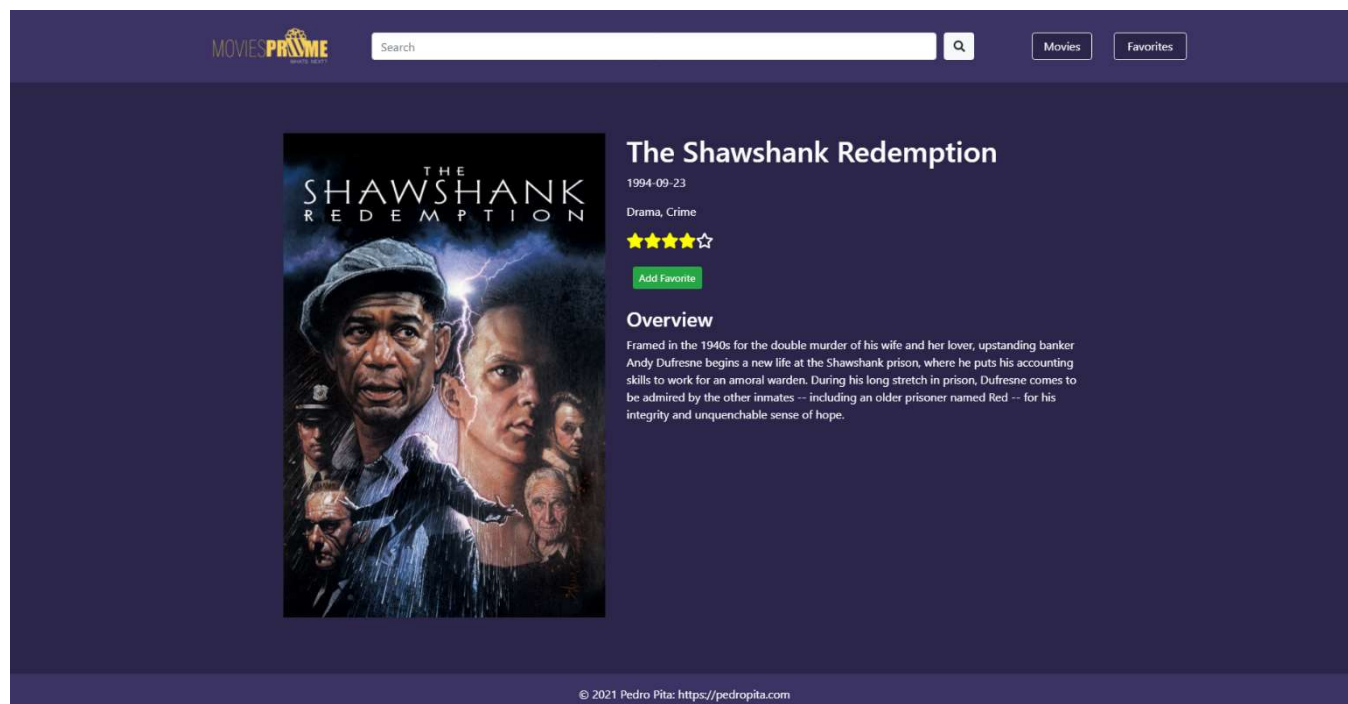 MOVIESPRIME
WHATS NEXT?
Search
Movies
Favorites
THE
SHAWSHANK
REDEMPTION
The Shawshank Redemption
1994-09-23
Drama, Crime
Add Favorite
Overview
Framed in the 1940s for the double murder of his wife and her lover, upstanding banker
Andy Dufresne begins a new life at the Shawshank prison, where he puts his accounting
skills to work for an amoral warden. During his long stretch in prison, Dufresne comes to
be admired by the other inmates -- including an older prisoner named Red -- for his
integrity and unquenchable sense of hope.
© 2021 Pedro Pita: https://pedropita.com